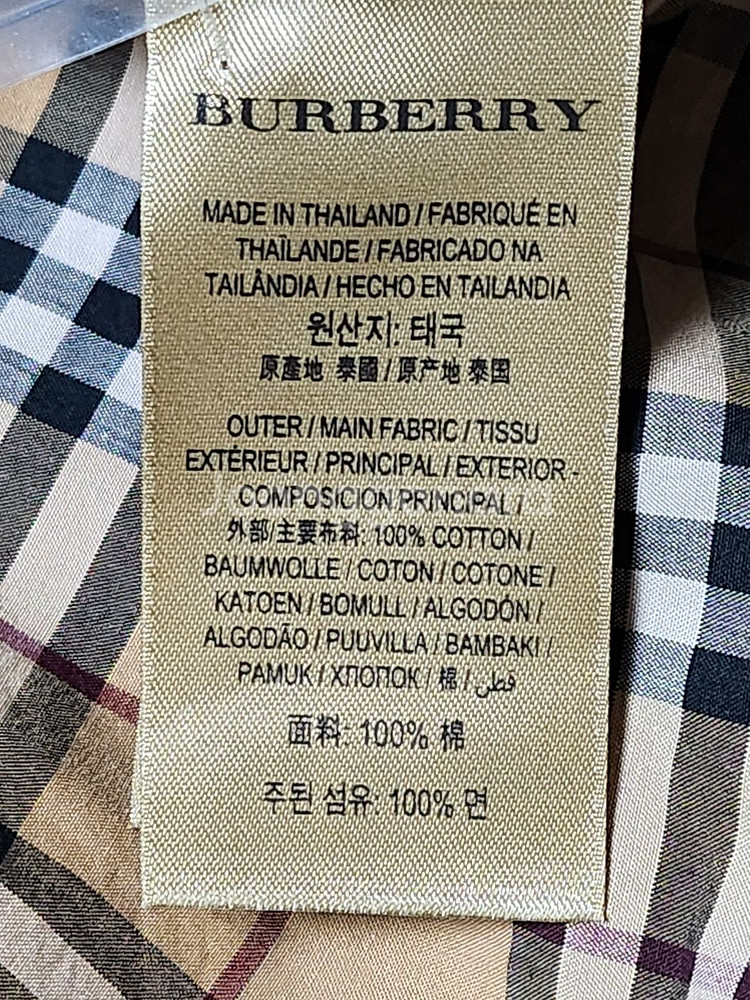 BURBERRY
MADE IN THAILAND / FABRIQUÉ EN
THAÏLANDE / FABRICADO NA
TAILÂNDIA / HECHO EN TAILANDIA
원산지: 태국
原產地 泰國 / 原产地 泰国
OUTER / MAIN FABRIC / TISSU
EXTÉRIEUR / PRINCIPAL / EXTERIOR -
COMPOSICION PRINCIPAL /
外部/主要布料: 100% COTTON /
BAUMWOLLE / COTON / COTONE /
KATOEN / BOMULL / ALGODÓN /
ALGODÃO / PUUVILLA / BAMBAKI /
PAMUK / ХЛОПОК / 棉 / قطن
面料: 100% 棉
주된 섬유: 100% 면